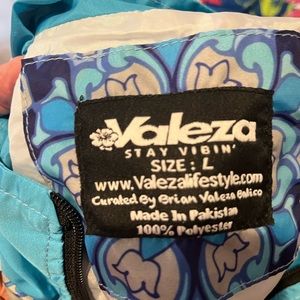 Valeza
STAY VIBIN'
SIZE: L
www.Valezalifestyle.com
Curated By Brian Valeza Balico
Made In Pakistan
100% Polyester